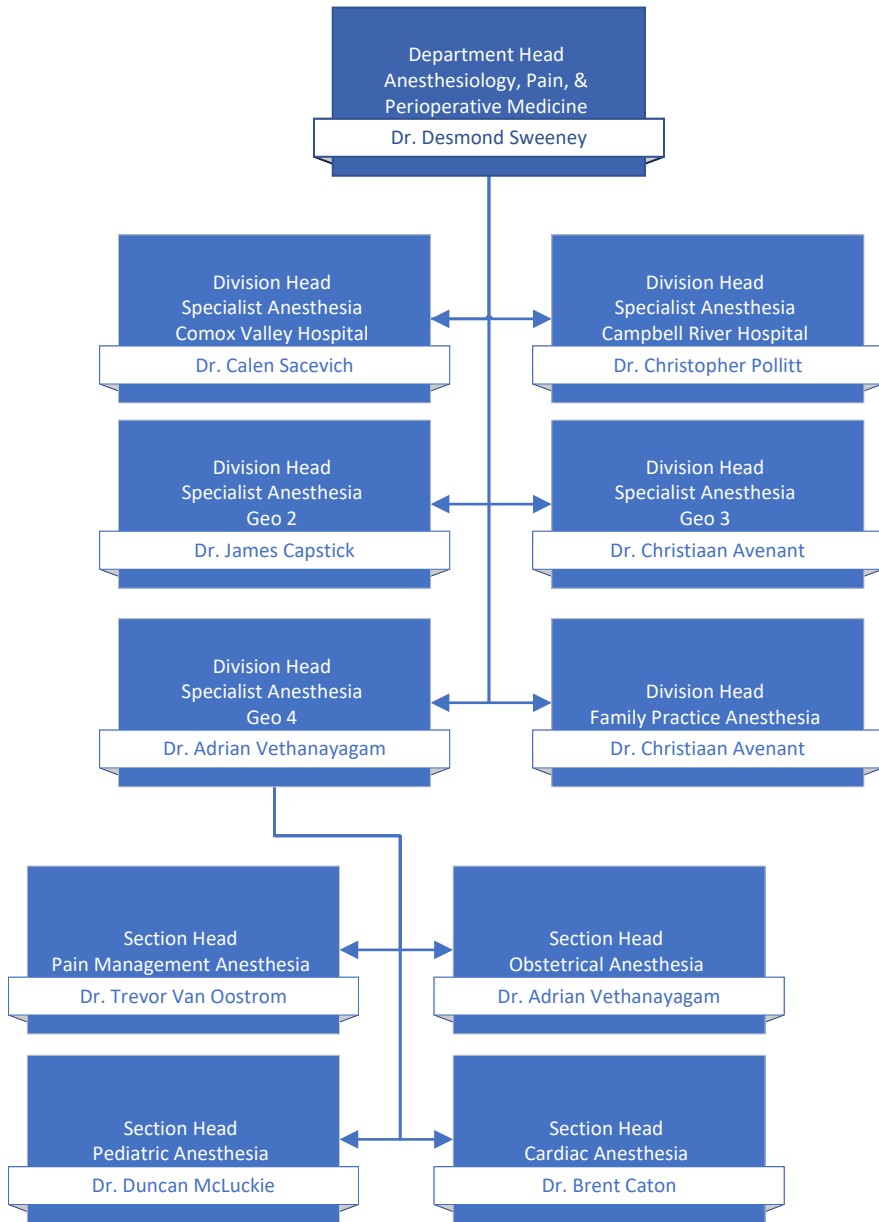 Department Head
Anesthesiology, Pain, &
Perioperative Medicine
Dr. Desmond Sweeney
Division Head
Specialist Anesthesia
Comox Valley Hospital
Dr. Calen Sacevich
Division Head
Specialist Anesthesia
Campbell River Hospital
Dr. Christopher Pollitt
Division Head
Specialist Anesthesia
Geo 2
Dr. James Capstick
Division Head
Specialist Anesthesia
Geo 3
Dr. Christiaan Avenant
Division Head
Specialist Anesthesia
Geo 4
Dr. Adrian Vethanayagam
Division Head
Family Practice Anesthesia
Dr. Christiaan Avenant
Section Head
Pain Management Anesthesia
Dr. Trevor Van Oostrom
Section Head
Obstetrical Anesthesia
Dr. Adrian Vethanayagam
Section Head
Pediatric Anesthesia
Dr. Duncan McLuckie
Section Head
Cardiac Anesthesia
Dr. Brent Caton